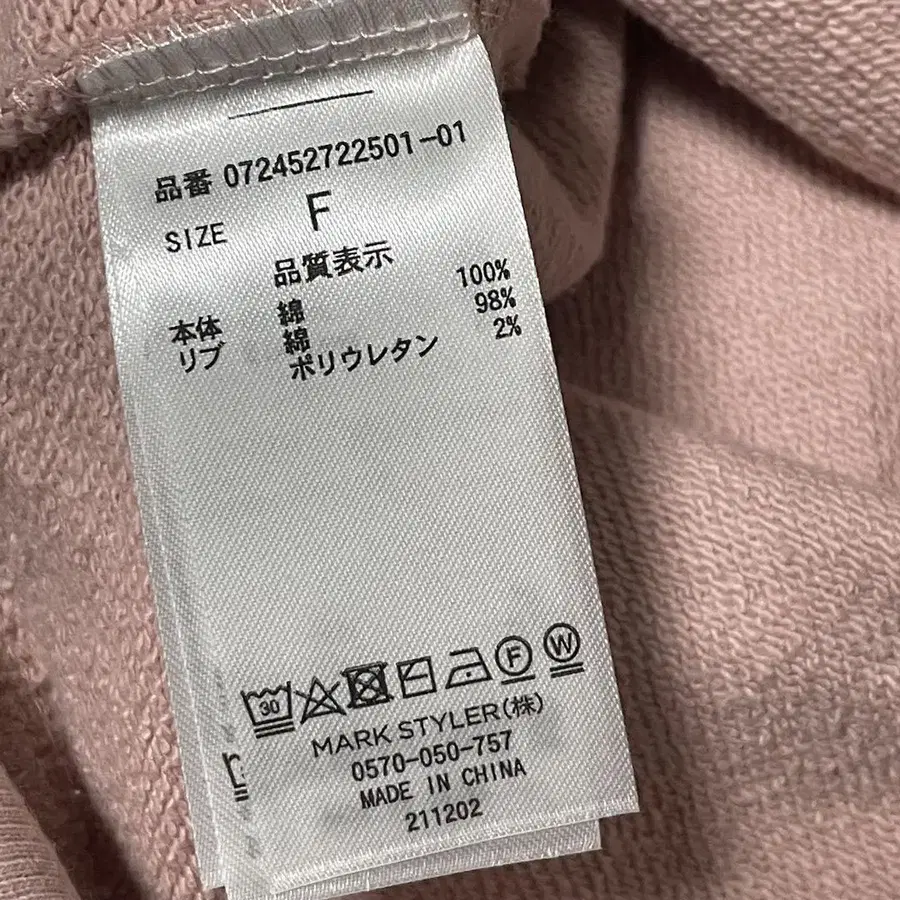 品番 072452722501-01
SIZE F
品質表示
本体 綿 100%
リブ 綿 98%
ポリウレタン 2%
30 F W
MARK STYLER(株)
0570-050-757
MADE IN CHINA
211202